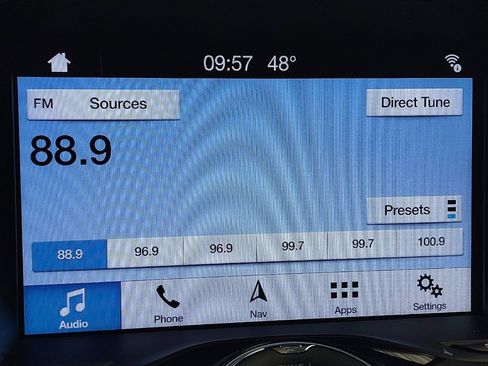 09:57 48°
FM Sources Direct Tune
88.9
Presets
88.9 96.9 96.9 99.7 99.7 100.9
Audio Phone Nav Apps Settings